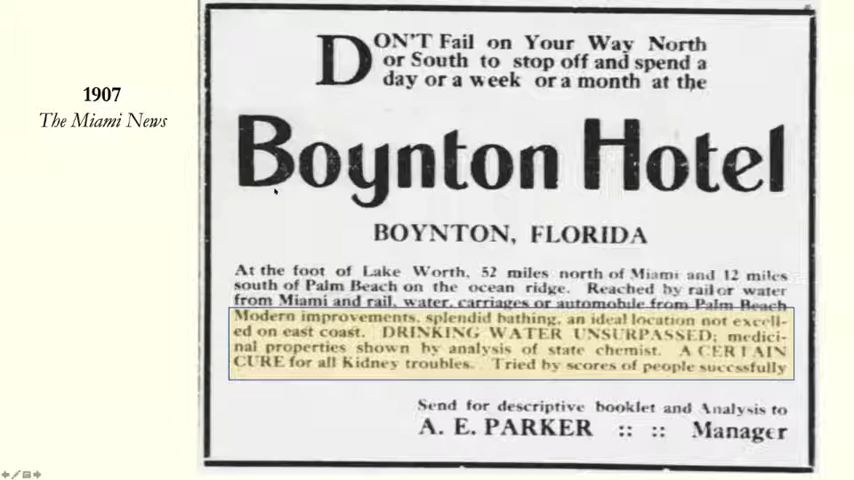 1907
The Miami News
DON'T Fail on Your Way North
or South to stop off and spend a
day or a week or a month at the
Boynton Hotel
BOYNTON, FLORIDA
At the foot of Lake Worth, 52 miles north of Miami and 12 miles
south of Palm Beach on the ocean ridge. Reached by rail or water
from Miami and rail, water, carriages or automobile from Palm Beach
Modern improvements, splendid bathing, an ideal location not excell-
ed on east coast. DRINKING WATER UNSURPASSED; medici-
nal properties shown by analysis of state chemist. A CERTAIN
CURE for all Kidney troubles. Tried by scores of people succssfully
Send for descriptive booklet and Analysis to
A. E. PARKER :: :: Manager